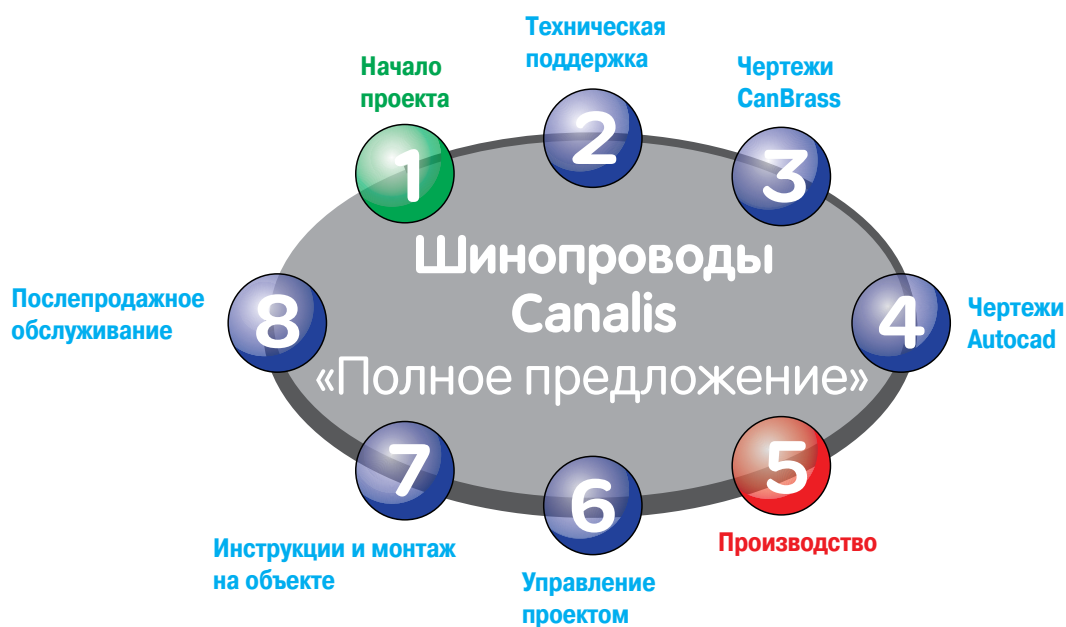 Начало
проекта
1
Техническая
поддержка
2
Чертежи
CanBrass
3
Чертежи
Autocad
4
Производство
5
Управление
проектом
6
Инструкции и монтаж
на объекте
7
Послепродажное
обслуживание
8
Шинопроводы
Canalis
«Полное предложение»